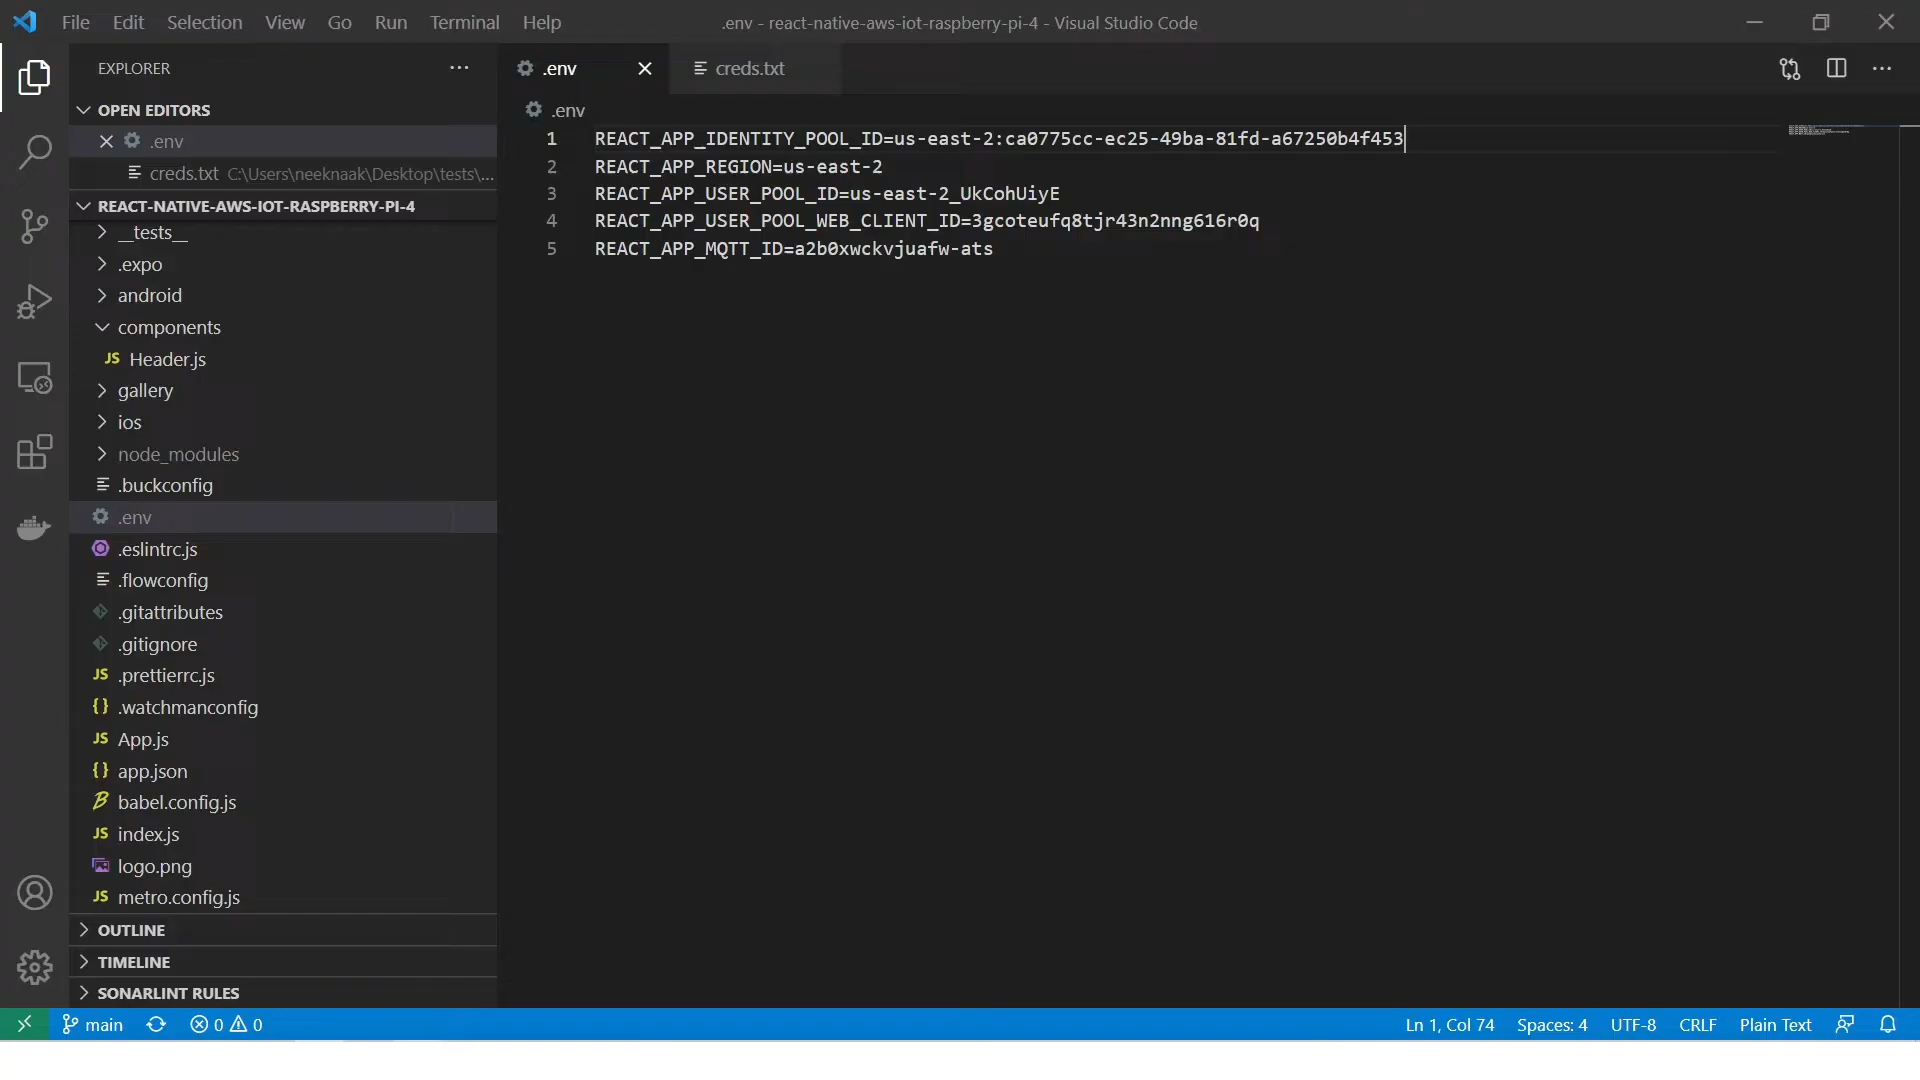 File Edit Selection View Go Run Terminal Help
.env - react-native-aws-iot-raspberry-pi-4 - Visual Studio Code
EXPLORER
OPEN EDITORS
.env
creds.txt C:\Users\neeknaak\Desktop\tests\...
REACT-NATIVE-AWS-IOT-RASPBERRY-PI-4
__tests__
.expo
android
components
JS Header.js
gallery
ios
node_modules
.buckconfig
.env
.eslintrc.js
.flowconfig
.gitattributes
.gitignore
JS .prettierrc.js
{} .watchmanconfig
JS App.js
{} app.json
babel.config.js
JS index.js
logo.png
JS metro.config.js
OUTLINE
TIMELINE
SONARLINT RULES
.env
creds.txt
.env
1 REACT_APP_IDENTITY_POOL_ID=us-east-2:ca0775cc-ec25-49ba-81fd-a67250b4f453
2 REACT_APP_REGION=us-east-2
3 REACT_APP_USER_POOL_ID=us-east-2_UkCohUiyE
4 REACT_APP_USER_POOL_WEB_CLIENT_ID=3gcoteufq8tjr43n2nng616r0q
5 REACT_APP_MQTT_ID=a2b0xwckvjuafw-ats
main 0 0
Ln 1, Col 74 Spaces: 4 UTF-8 CRLF Plain Text